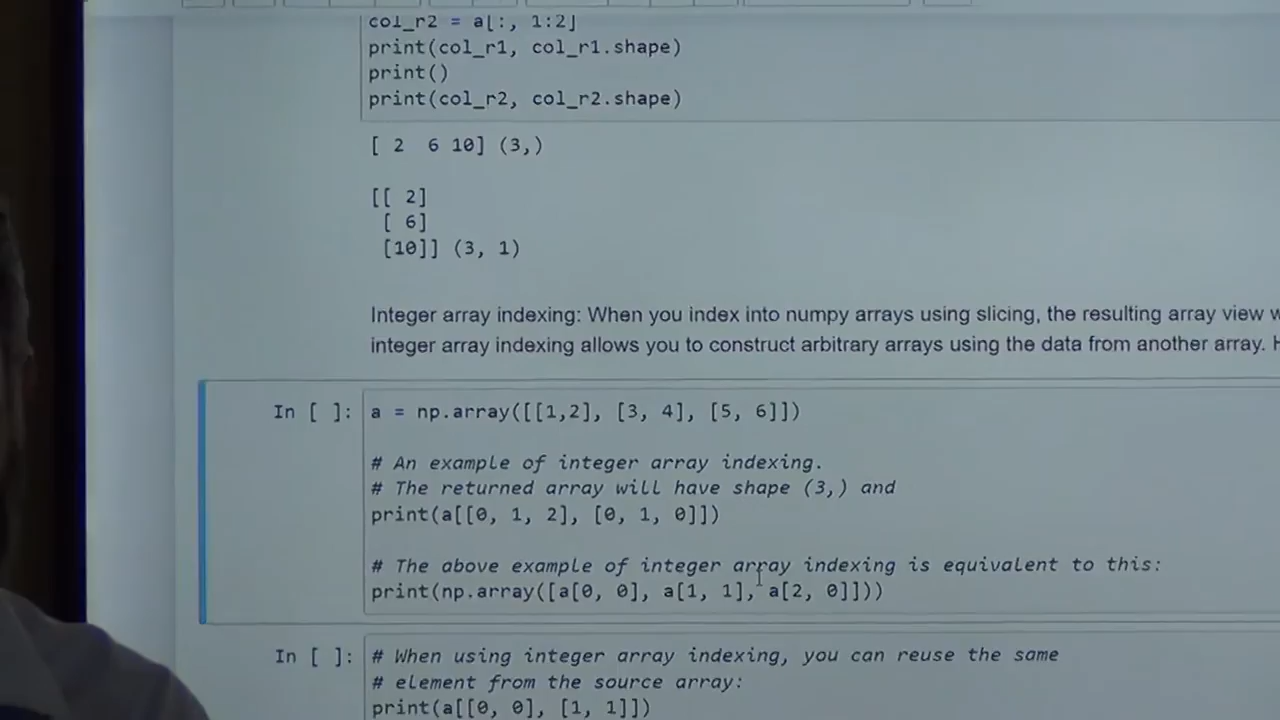 col_r2 = a[:, 1:2]
print(col_r1, col_r1.shape)
print()
print(col_r2, col_r2.shape)
[ 2  6 10] (3,)
[[ 2]
[ 6]
[10]] (3, 1)
Integer array indexing: When you index into numpy arrays using slicing, the resulting array view
integer array indexing allows you to construct arbitrary arrays using the data from another array.
In [ ]: a = np.array([[1,2], [3, 4], [5, 6]])
# An example of integer array indexing.
# The returned array will have shape (3,) and
print(a[[0, 1, 2], [0, 1, 0]])
# The above example of integer array indexing is equivalent to this:
print(np.array([a[0, 0], a[1, 1], a[2, 0]]))
In [ ]: # When using integer array indexing, you can reuse the same
# element from the source array:
print(a[[0, 0], [1, 1]])